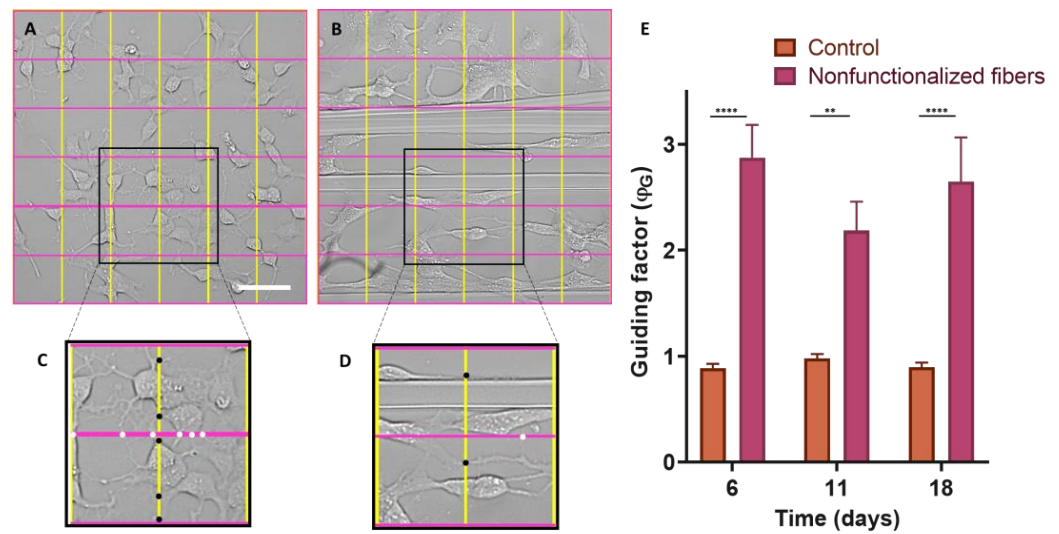 A
B
E
Control
Nonfunctionalized fibers
****
**
****
3
2
1
0
Guiding factor (φG)
6
11
18
Time (days)
C
D